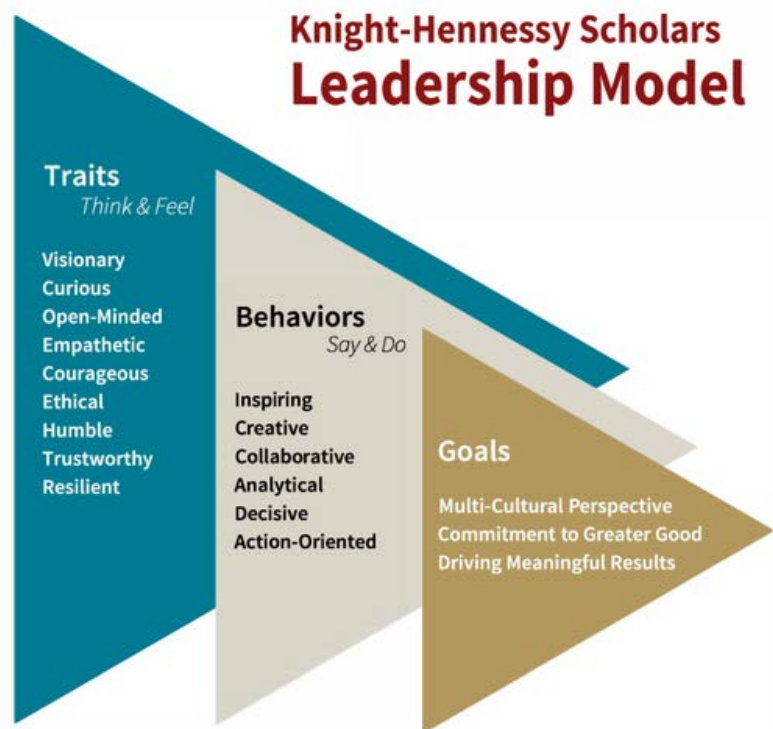 Knight-Hennessy Scholars
Leadership Model
Traits
Think & Feel
Visionary
Curious
Open-Minded
Empathetic
Courageous
Ethical
Humble
Trustworthy
Resilient
Behaviors
Say & Do
Inspiring
Creative
Collaborative
Analytical
Decisive
Action-Oriented
Goals
Multi-Cultural Perspective
Commitment to Greater Good
Driving Meaningful Results